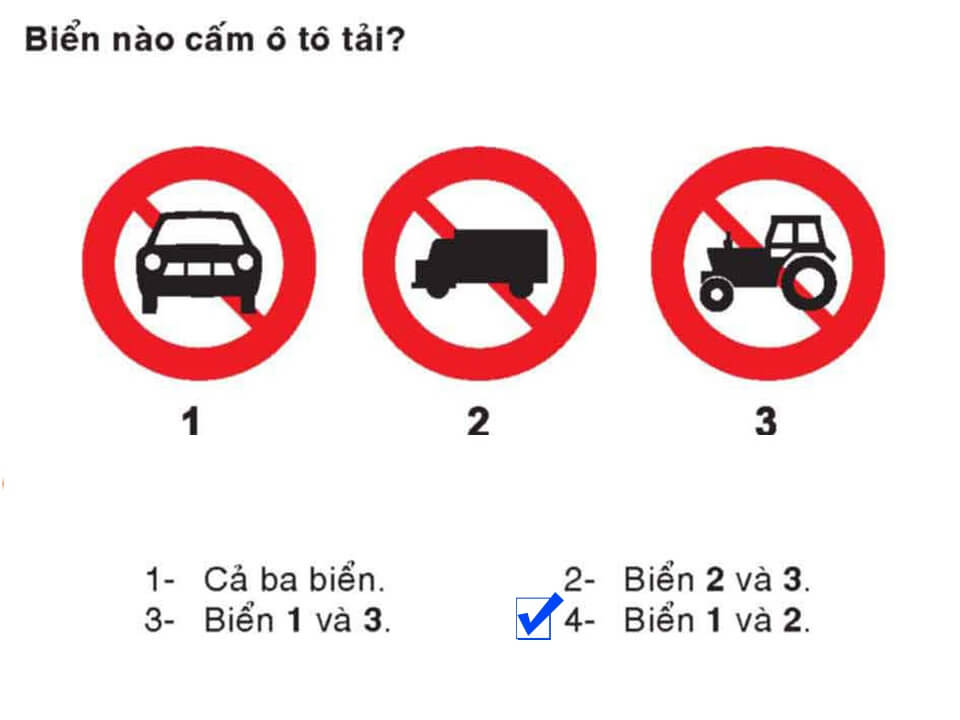 Biển nào cấm ô tô tải?
1 2 3
1- Cả ba biển. 2- Biển 2 và 3.
3- Biển 1 và 3. 4- Biển 1 và 2.